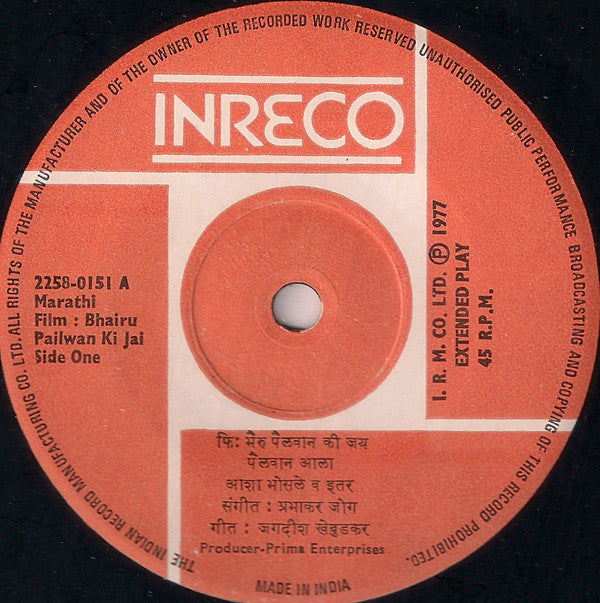 THE INDIAN RECORD MANUFACTURING CO. LTD. ALL RIGHTS OF THE MANUFACTURER AND OF THE OWNER OF THE RECORDED WORK RESERVED UNAUTHORISED PUBLIC PERFORMANCE BROADCASTING AND COPYING OF THIS RECORD PROHIBITED.
INRECO
2258-0151 A
Marathi
Film : Bhairu
Pailwan Ki Jai
Side One
I. R. M. CO. LTD. Ⓟ 1977
EXTENDED PLAY
45 R.P.M.
फि: भैरु पैलवान की जय
पैलवान आला
आशा भोसले व इतर
संगीत : प्रभाकर जोग
गीत : जगदीश खेबुडकर
Producer-Prima Enterprises
MADE IN INDIA